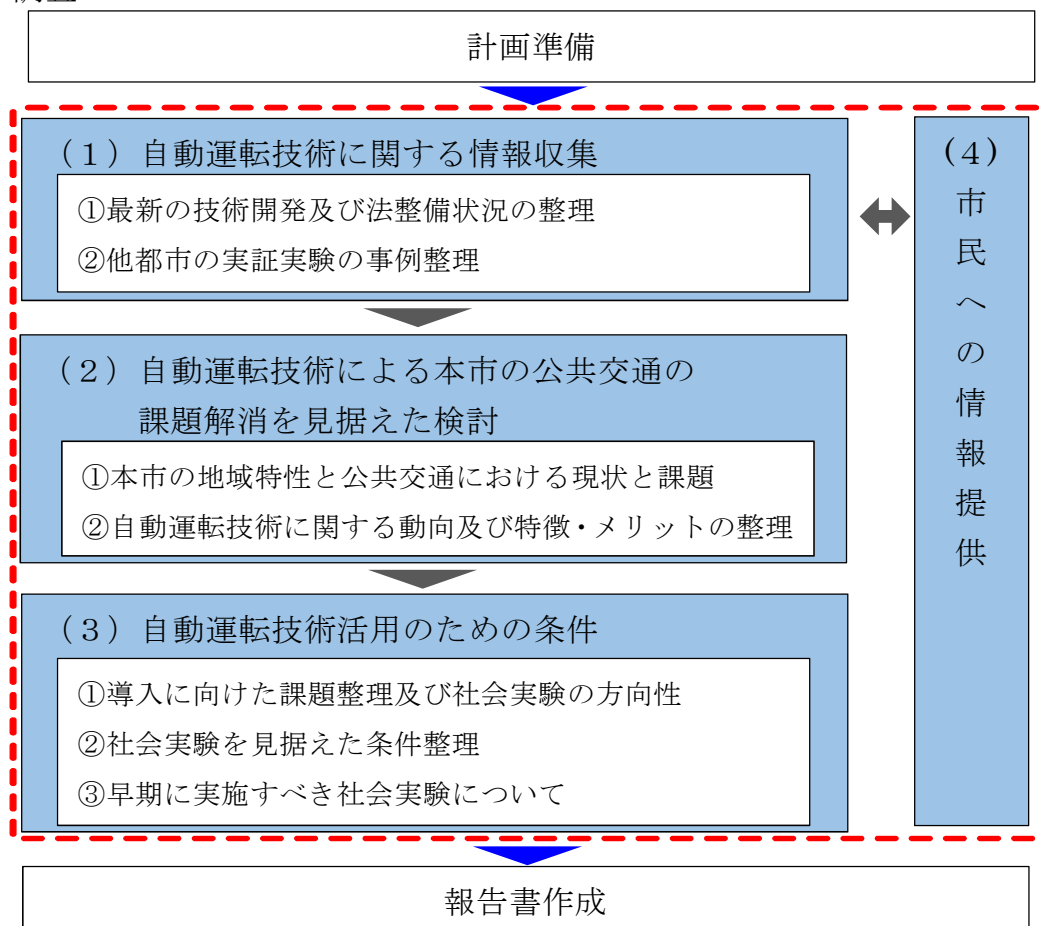 計画準備
(1)自動運転技術に関する情報収集
①最新の技術開発及び法整備状況の整理
②他都市の実証実験の事例整理
(2)自動運転技術による本市の公共交通の
課題解消を見据えた検討
①本市の地域特性と公共交通における現状と課題
②自動運転技術に関する動向及び特徴・メリットの整理
(3)自動運転技術活用のための条件
①導入に向けた課題整理及び社会実験の方向性
②社会実験を見据えた条件整理
③早期に実施すべき社会実験について
(4)市民への情報提供
報告書作成